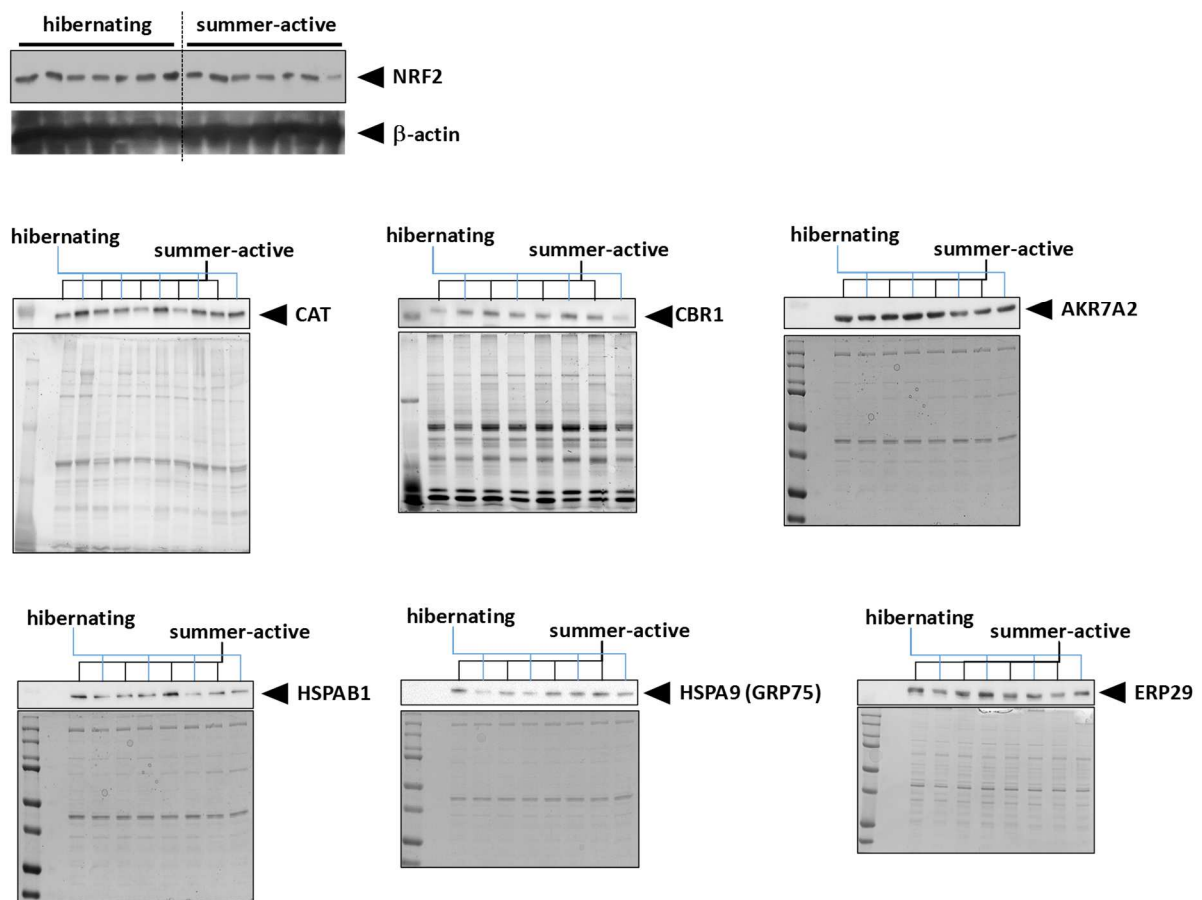 hibernating
summer-active
NRF2
β-actin
hibernating
summer-active
CAT
hibernating
summer-active
CBR1
hibernating
summer-active
AKR7A2
hibernating
summer-active
HSPAB1
hibernating
summer-active
HSPA9 (GRP75)
hibernating
summer-active
ERP29